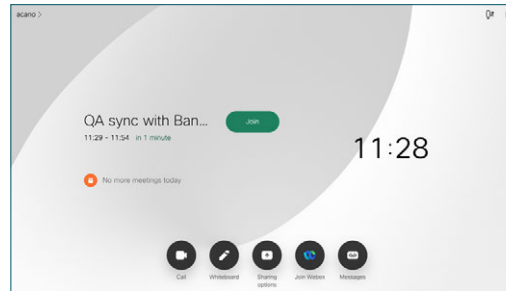 acano >
QA sync with Ban...
Join
11:29 - 11:54 in 1 minute
11:28
No more meetings today
Call
Whiteboard
Sharing
options
Join Webex
Messages